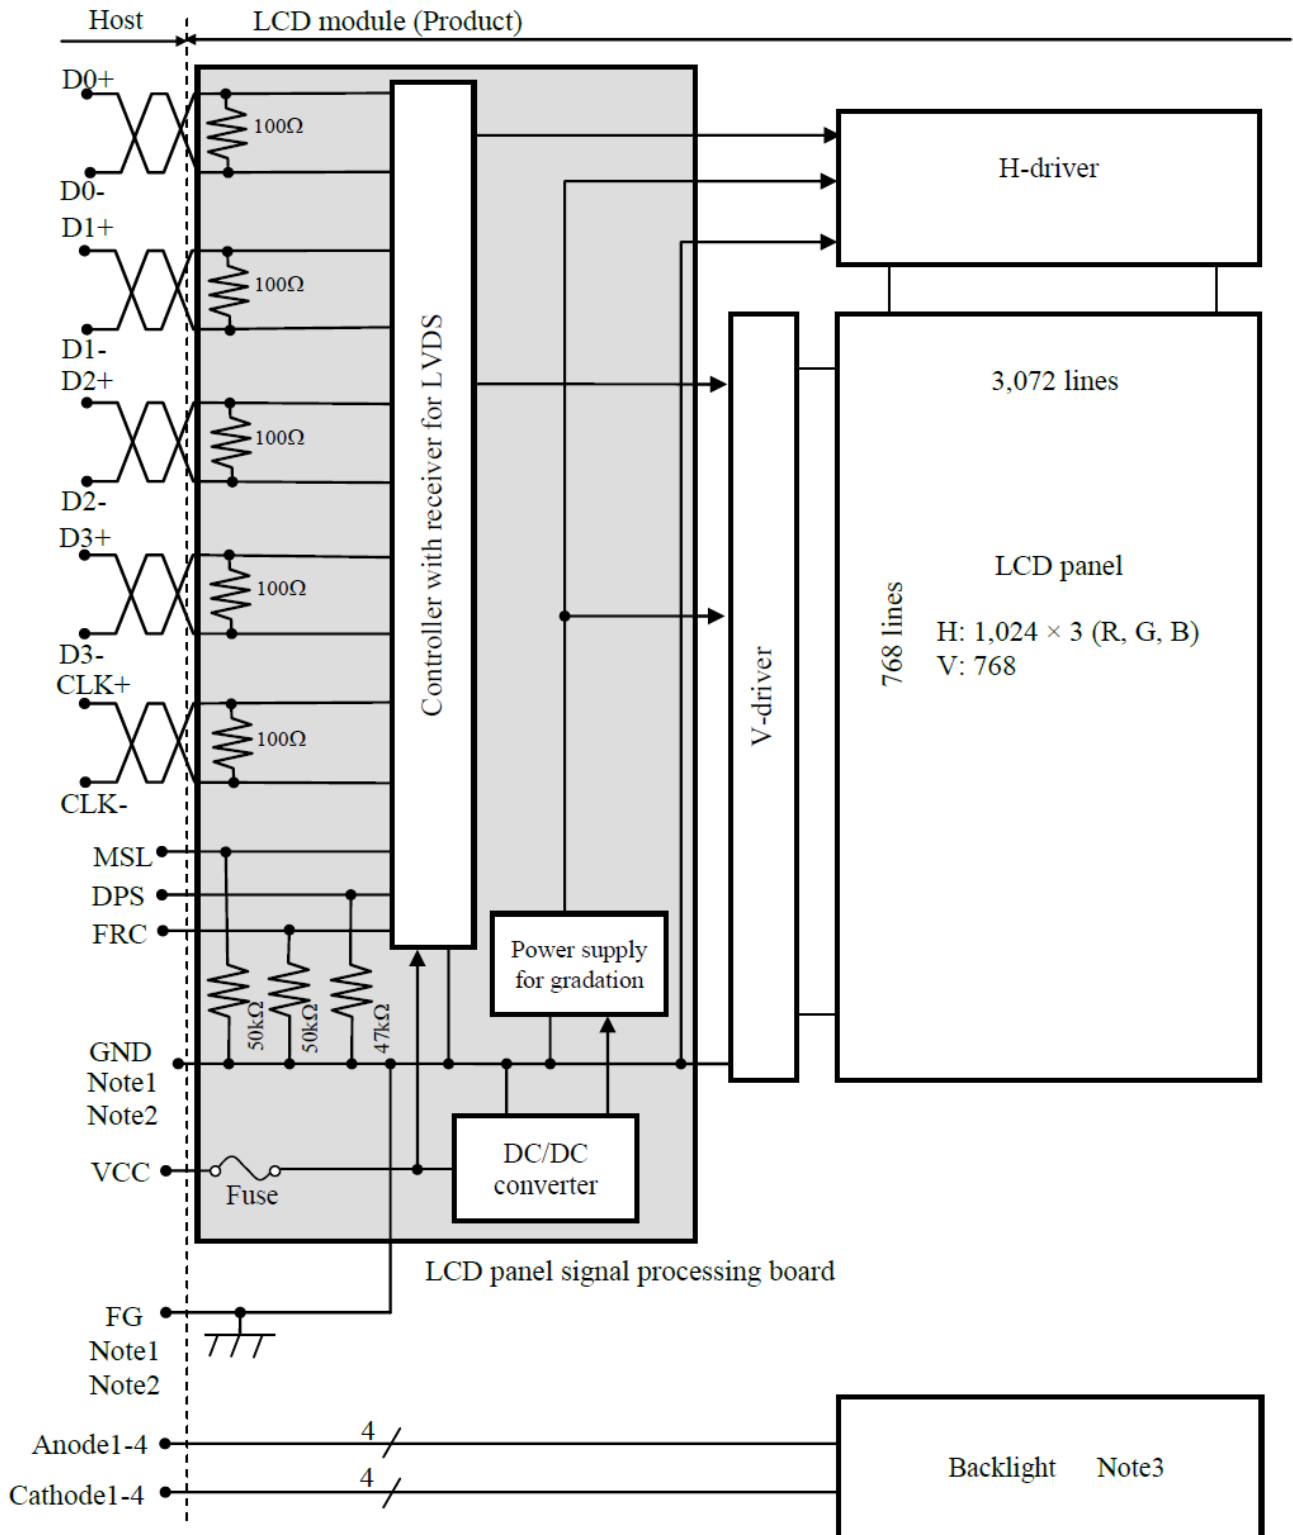 Host
LCD module (Product)
D0+
100Ω
D0-
D1+
100Ω
D1-
D2+
100Ω
D2-
D3+
100Ω
D3-
CLK+
100Ω
CLK-
MSL
DPS
FRC
50kΩ
50kΩ
47kΩ
GND
Note1
Note2
VCC
Fuse
Controller with receiver for LVDS
Power supply
for gradation
DC/DC
converter
LCD panel signal processing board
H-driver
V-driver
3,072 lines
768 lines
LCD panel
H: 1,024 × 3 (R, G, B)
V: 768
FG
Note1
Note2
Anode1-4
4
Cathode1-4
4
Backlight Note3